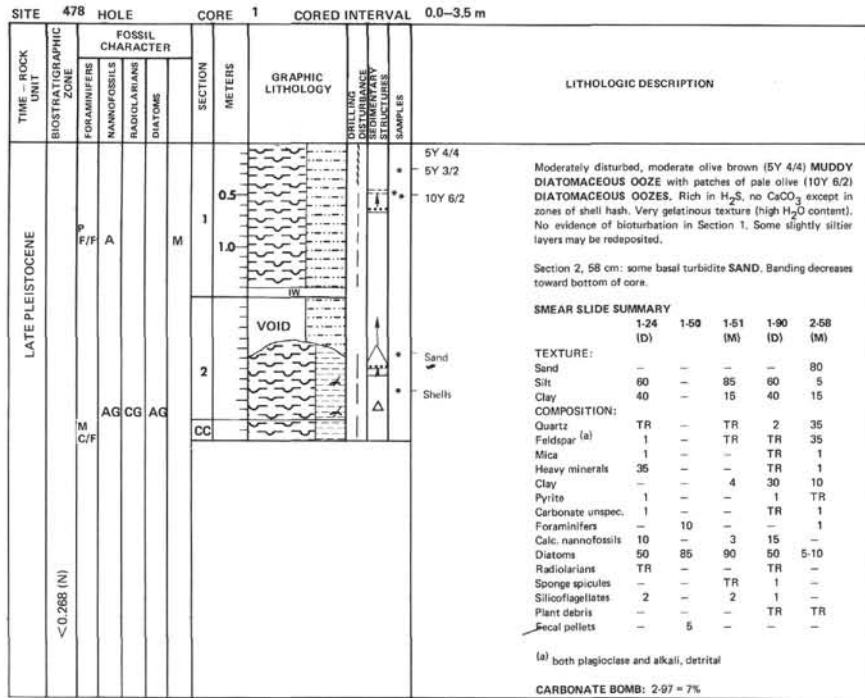 SITE 478 HOLE CORE 1 CORED INTERVAL 0.0–3.5 m
TIME – ROCK UNIT
BIOSTRATIGRAPHIC ZONE
FOSSIL CHARACTER
FORAMINIFERS
NANNOFOSSILS
RADIOLARIANS
DIATOMS
SECTION
METERS
GRAPHIC LITHOLOGY
DRILLING DISTURBANCE
SEDIMENTARY STRUCTURES
SAMPLES
LITHOLOGIC DESCRIPTION
LATE PLEISTOCENE
<0.268 (N)
P
F/F
A
M
M
C/F
AG
CG
AG
1
0.5
1.0
IW
VOID
2
CC
5Y 4/4
* 5Y 3/2
** 10Y 6/2
* Sand
* Shells
Moderately disturbed, moderate olive brown (5Y 4/4) MUDDY
DIATOMACEOUS OOZE with patches of pale olive (10Y 6/2)
DIATOMACEOUS OOZES. Rich in H2S, no CaCO3 except in
zones of shell hash. Very gelatinous texture (high H2O content).
No evidence of bioturbation in Section 1. Some slightly siltier
layers may be redeposited.
Section 2, 58 cm: some basal turbidite SAND. Banding decreases
toward bottom of core.
SMEAR SLIDE SUMMARY
1-24 1-50 1-51 1-90 2-58
(D) (M) (D) (M)
TEXTURE:
Sand – – – – 80
Silt 60 – 85 60 5
Clay 40 – 15 40 15
COMPOSITION:
Quartz TR – TR 2 35
Feldspar (a) 1 – TR TR 35
Mica 1 – – TR 1
Heavy minerals 35 – – TR 1
Clay – – 4 30 10
Pyrite 1 – – 1 TR
Carbonate unspec. 1 – – TR 1
Foraminifers – 10 – – 1
Calc. nannofossils 10 – 3 15 –
Diatoms 50 85 90 50 5-10
Radiolarians TR – – TR –
Sponge spicules – – TR 1 –
Silicoflagellates 2 – 2 1 –
Plant debris – – – TR TR
Fecal pellets – 5 – – –
(a) both plagioclase and alkali, detrital
CARBONATE BOMB: 2-97 = 7%